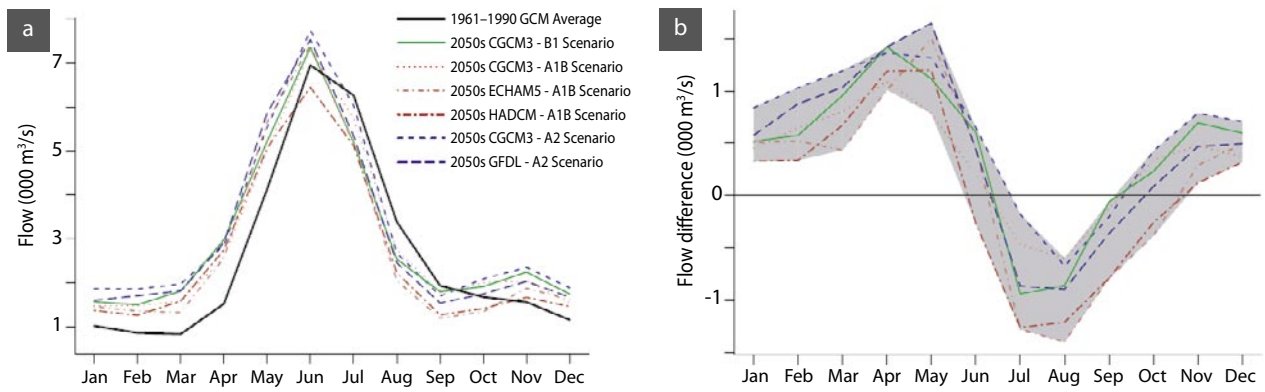 a
Flow (000 m³/s)
7
5
3
1
Jan Feb Mar Apr May Jun Jul Aug Sep Oct Nov Dec
1961–1990 GCM Average
2050s CGCM3 - B1 Scenario
2050s CGCM3 - A1B Scenario
2050s ECHAM5 - A1B Scenario
2050s HADCM - A1B Scenario
2050s CGCM3 - A2 Scenario
2050s GFDL - A2 Scenario
b
Flow difference (000 m³/s)
1
0
-1
Jan Feb Mar Apr May Jun Jul Aug Sep Oct Nov Dec